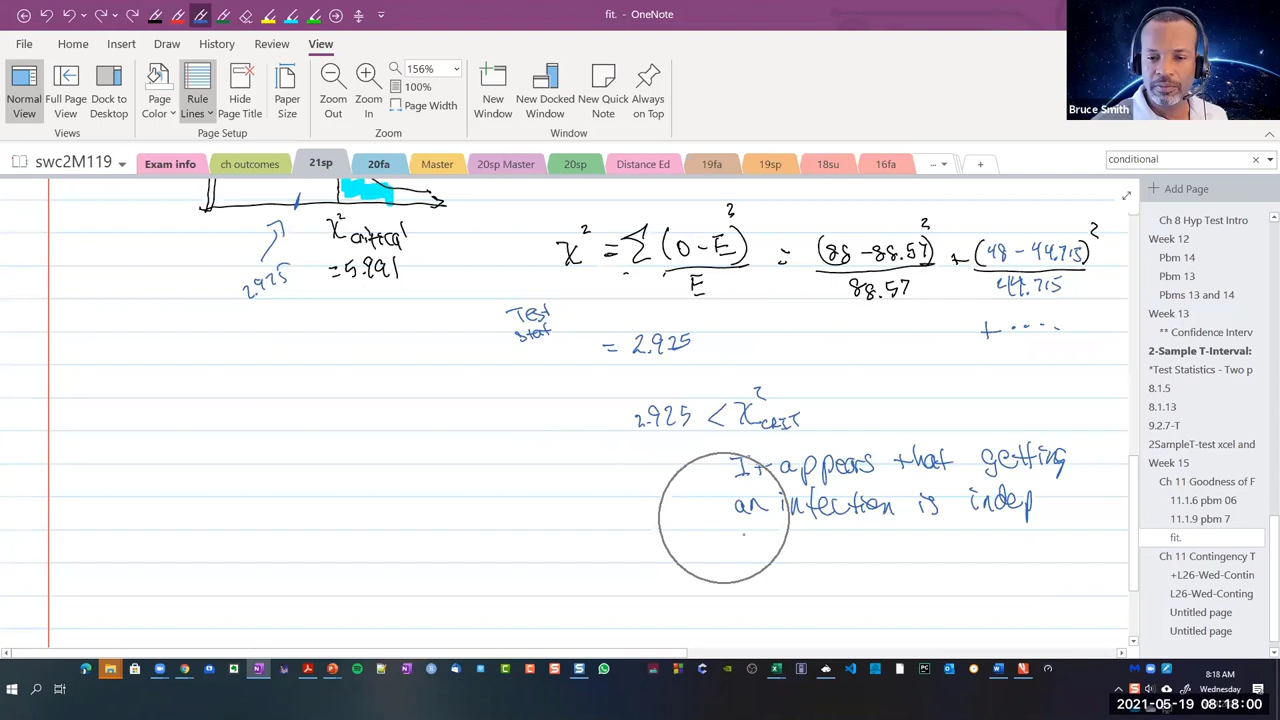 fit. - OneNote
File Home Insert Draw History Review View
Normal View
Full Page View
Dock to Desktop
Page Color
Rule Lines
Hide Page Title
Paper Size
Zoom Out
Zoom In
156%
100%
Page Width
New Window
New Docked Window
New Quick Note
Always on Top
Views
Page Setup
Zoom
Window
Bruce Smith
swc2M119
Exam info ch outcomes 21sp 20fa Master 20sp Master 20sp Distance Ed 19fa 19sp 18su 16fa ...
conditional
Add Page
Ch 8 Hyp Test Intro
Week 12
Pbm 14
Pbm 13
Pbms 13 and 14
Week 13
** Confidence Interv
2-Sample T-Interval:
*Test Statistics - Two p
8.1.5
8.1.13
9.2.7-T
2SampleT-test xcel and
Week 15
Ch 11 Goodness of F
11.1.6 pbm 06
11.1.9 pbm 7
fit.
Ch 11 Contingency T
+L26-Wed-Contin
L26-Wed-Conting
Untitled page
Untitled page
χ² critical
= 5.991
2.925
χ² = Σ (O - E)² / E = (88 - 88.57)² / 88.57 + (48 - 44.715)² / 44.715
+ ....
Test
stat
= 2.925
2.925 < χ² CRIT
It appears that getting
an infection is indep
8:18 AM
Wednesday
2021-05-19 08:18:00